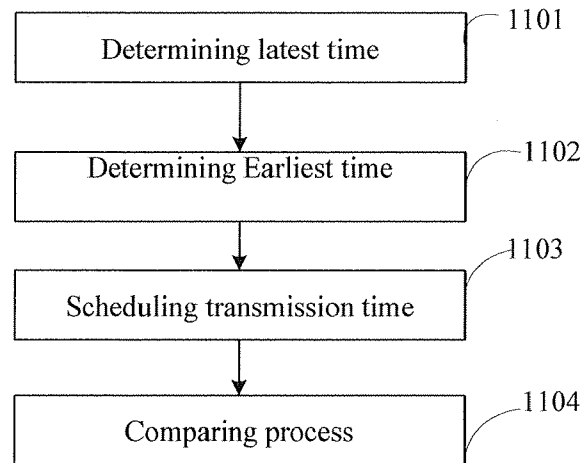 1101
Determining latest time
1102
Determining Earliest time
1103
Scheduling transmission time
1104
Comparing process